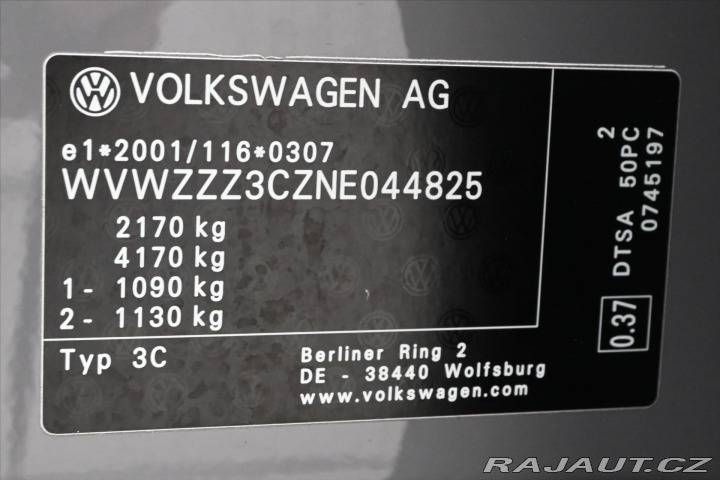 VOLKSWAGEN AG
e1*2001/116*0307
WVWZZZ3CZNE044825
2170 kg
4170 kg
1 - 1090 kg
2 - 1130 kg
Typ 3C
Berliner Ring 2
DE - 38440 Wolfsburg
www.volkswagen.com
0.37 DTSA 50PC 2
0745197
RAJAUT.CZ